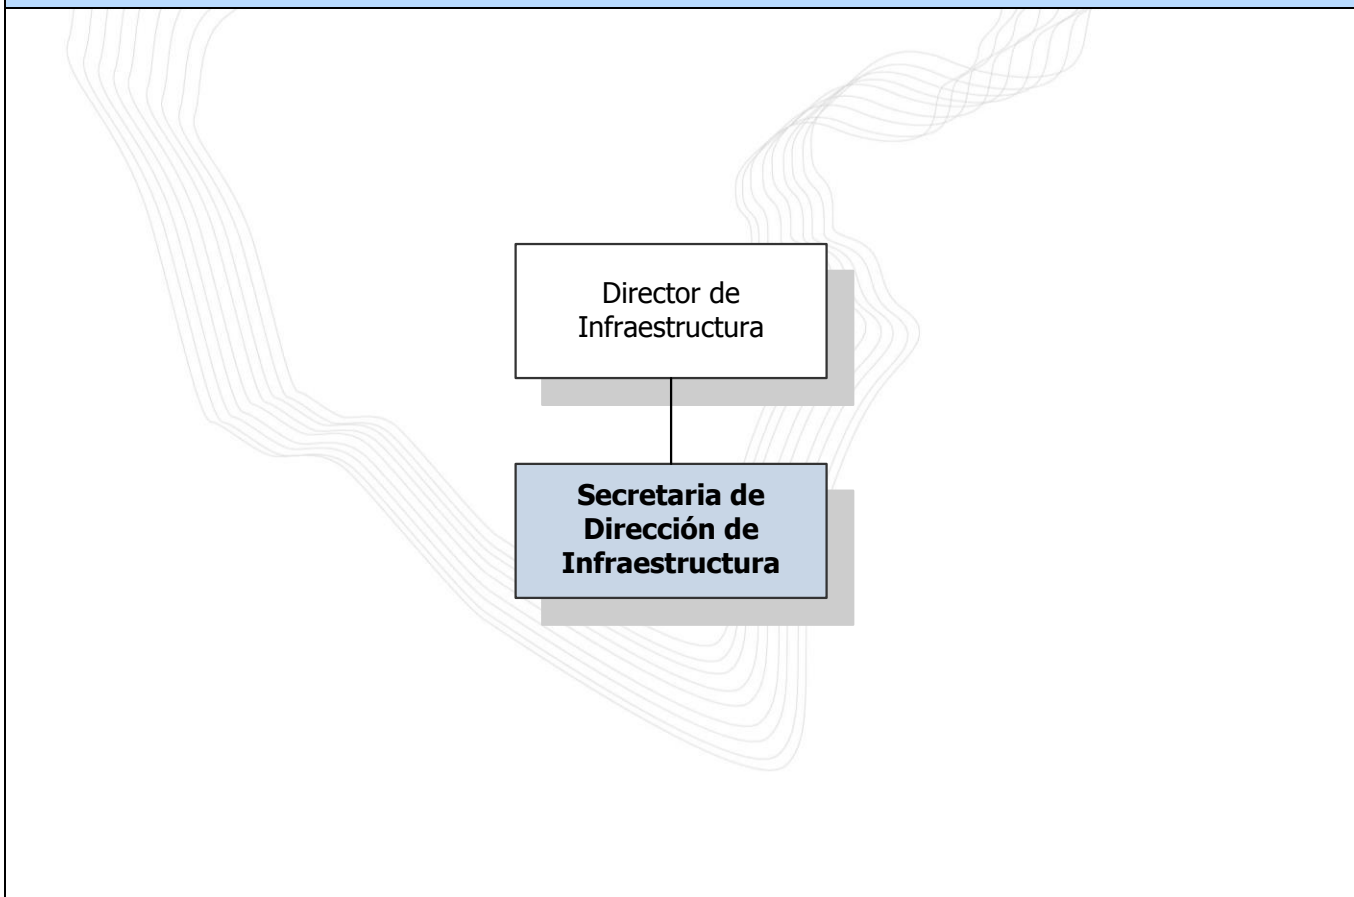 Director de
Infraestructura
Secretaria de
Dirección de
Infraestructura